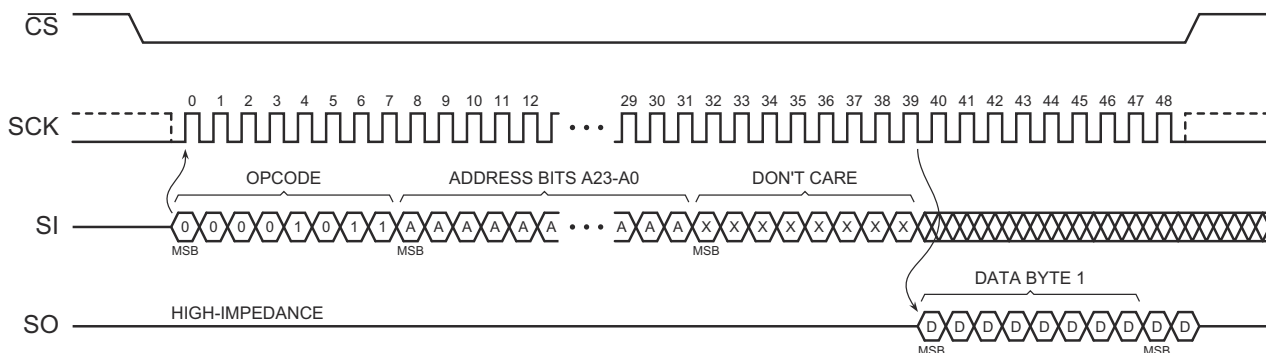 CS
0 1 2 3 4 5 6 7 8 9 10 11 12 29 30 31 32 33 34 35 36 37 38 39 40 41 42 43 44 45 46 47 48
SCK
OPCODE ADDRESS BITS A23-A0 DON'T CARE
SI 0 0 0 0 1 0 1 1 A A A A A A A A A X X X X X X X X
MSB MSB MSB
DATA BYTE 1
HIGH-IMPEDANCE
SO D D D D D D D D D D
MSB MSB